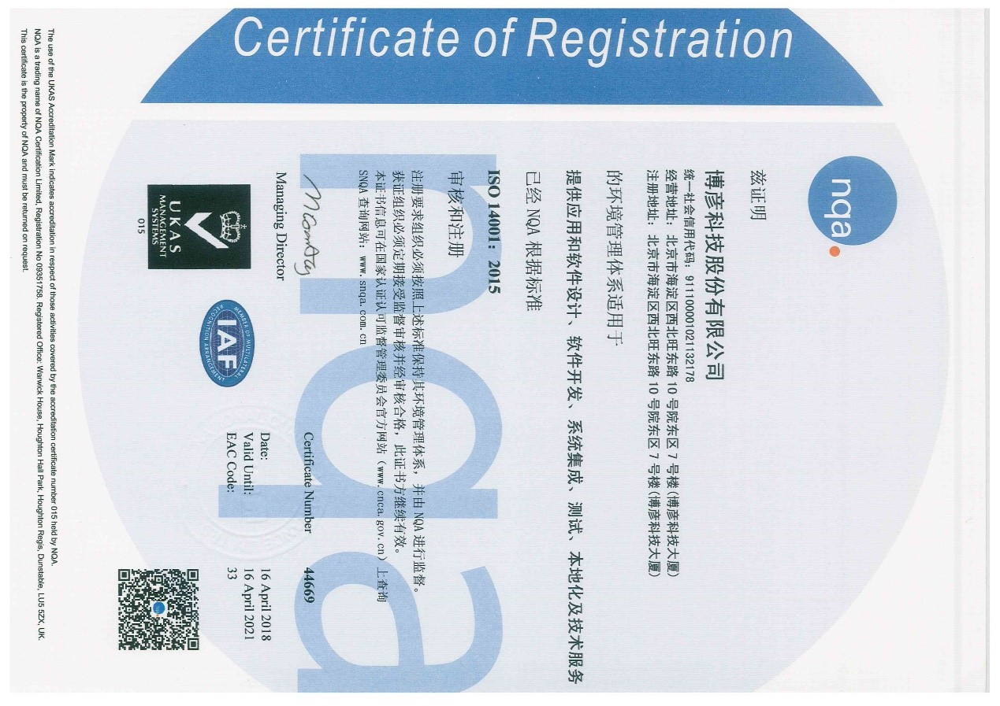 Certificate of Registration
nqa.
兹证明
博彦科技股份有限公司
统一社会信用代码：911100001021132178
经营地址：北京市海淀区西北旺东路 10 号院东区 7 号楼(博彦科技大厦)
注册地址：北京市海淀区西北旺东路 10 号院东区 7 号楼(博彦科技大厦)
的环境管理体系适用于
提供应用和软件设计、软件开发、系统集成、测试、本地化及技术服务
已经 NQA 根据标准
ISO 14001：2015
审核和注册
注册要求组织必须按照上述标准保持其环境管理体系，并由 NQA 进行监督。
获证组织必须定期接受监督审核并经审核合格，此证书方继续有效。
本证书信息可在国家认证认可监督管理委员会官方网站（www.cnca.gov.cn）上查询
SNQA 查询网站：www.snqa.com.cn
Managing Director
Certificate Number 44669
Date: 16 April 2018
Valid Until: 16 April 2021
EAC Code: 33
UKAS
MANAGEMENT
SYSTEMS
015
MEMBER OF MULTILATERAL
IAF
RECOGNITION ARRANGEMENT
nqa
The use of the UKAS Accreditation Mark indicates accreditation in respect of those activities covered by the accreditation certificate number 015 held by NQA.
NQA is a trading name of NQA Certification Limited, Registration No 09351758. Registered Office: Warwick House, Houghton Hall Park, Houghton Regis, Dunstable, LU5 5ZX, UK.
This certificate is the property of NQA and must be returned on request.